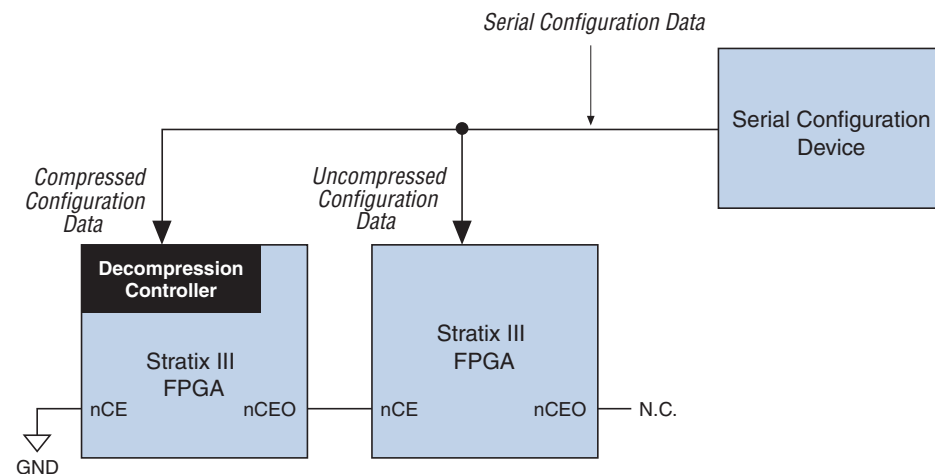 Serial Configuration Data
Serial Configuration
Device
Compressed
Configuration
Data
Uncompressed
Configuration
Data
Decompression
Controller
Stratix III
FPGA
nCE
nCEO
Stratix III
FPGA
nCE
nCEO
N.C.
GND